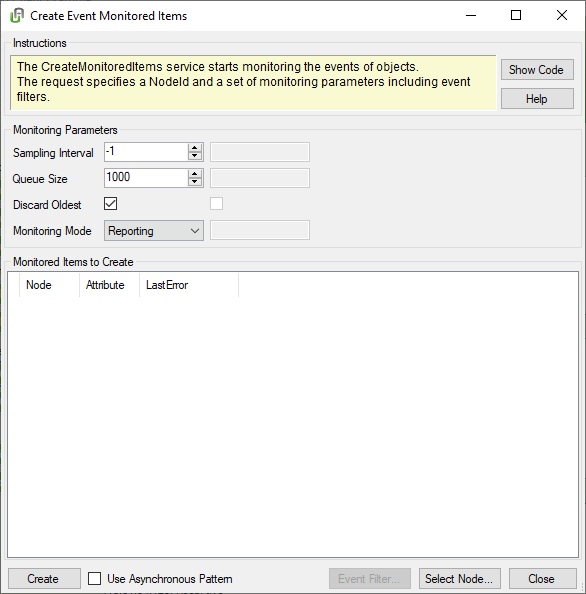 Create Event Monitored Items
Instructions
The CreateMonitoredItems service starts monitoring the events of objects.
The request specifies a NodeId and a set of monitoring parameters including event
filters.
Show Code
Help
Monitoring Parameters
Sampling Interval -1
Queue Size 1000
Discard Oldest
Monitoring Mode Reporting
Monitored Items to Create
Node Attribute LastError
Create Use Asynchronous Pattern Event Filter... Select Node... Close